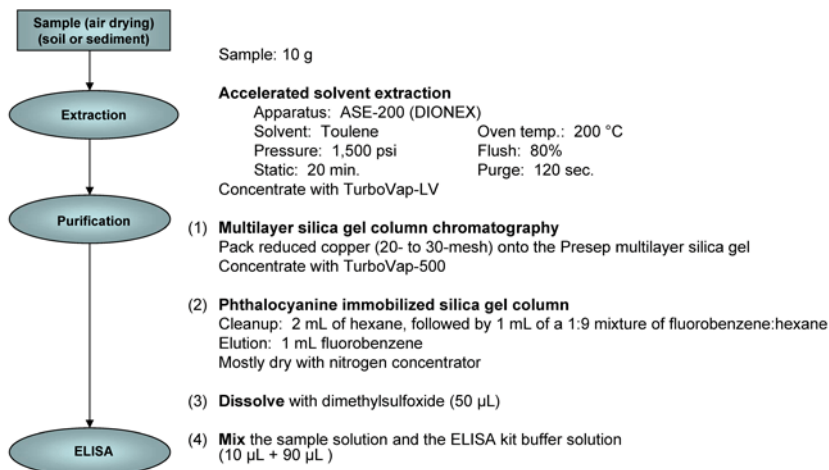 Sample (air drying)
(soil or sediment)
Sample: 10 g
Extraction
Accelerated solvent extraction
Apparatus: ASE-200 (DIONEX)
Solvent: Toulene Oven temp.: 200 °C
Pressure: 1,500 psi Flush: 80%
Static: 20 min. Purge: 120 sec.
Concentrate with TurboVap-LV
Purification
(1) Multilayer silica gel column chromatography
Pack reduced copper (20- to 30-mesh) onto the Presep multilayer silica gel
Concentrate with TurboVap-500
(2) Phthalocyanine immobilized silica gel column
Cleanup: 2 mL of hexane, followed by 1 mL of a 1:9 mixture of fluorobenzene:hexane
Elution: 1 mL fluorobenzene
Mostly dry with nitrogen concentrator
(3) Dissolve with dimethylsulfoxide (50 µL)
ELISA
(4) Mix the sample solution and the ELISA kit buffer solution
(10 µL + 90 µL )